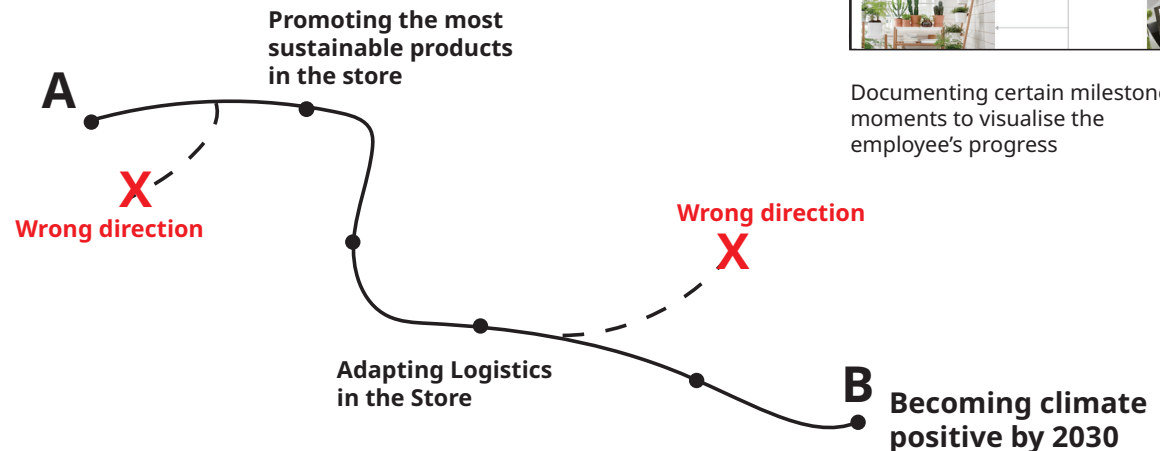 Promoting the most
sustainable products
in the store
A
Documenting certain
moments to visualise the
employee's progress
X
Wrong direction
Wrong direction
X
Adapting Logistics
in the Store
B
Becoming climate
positive by 2030